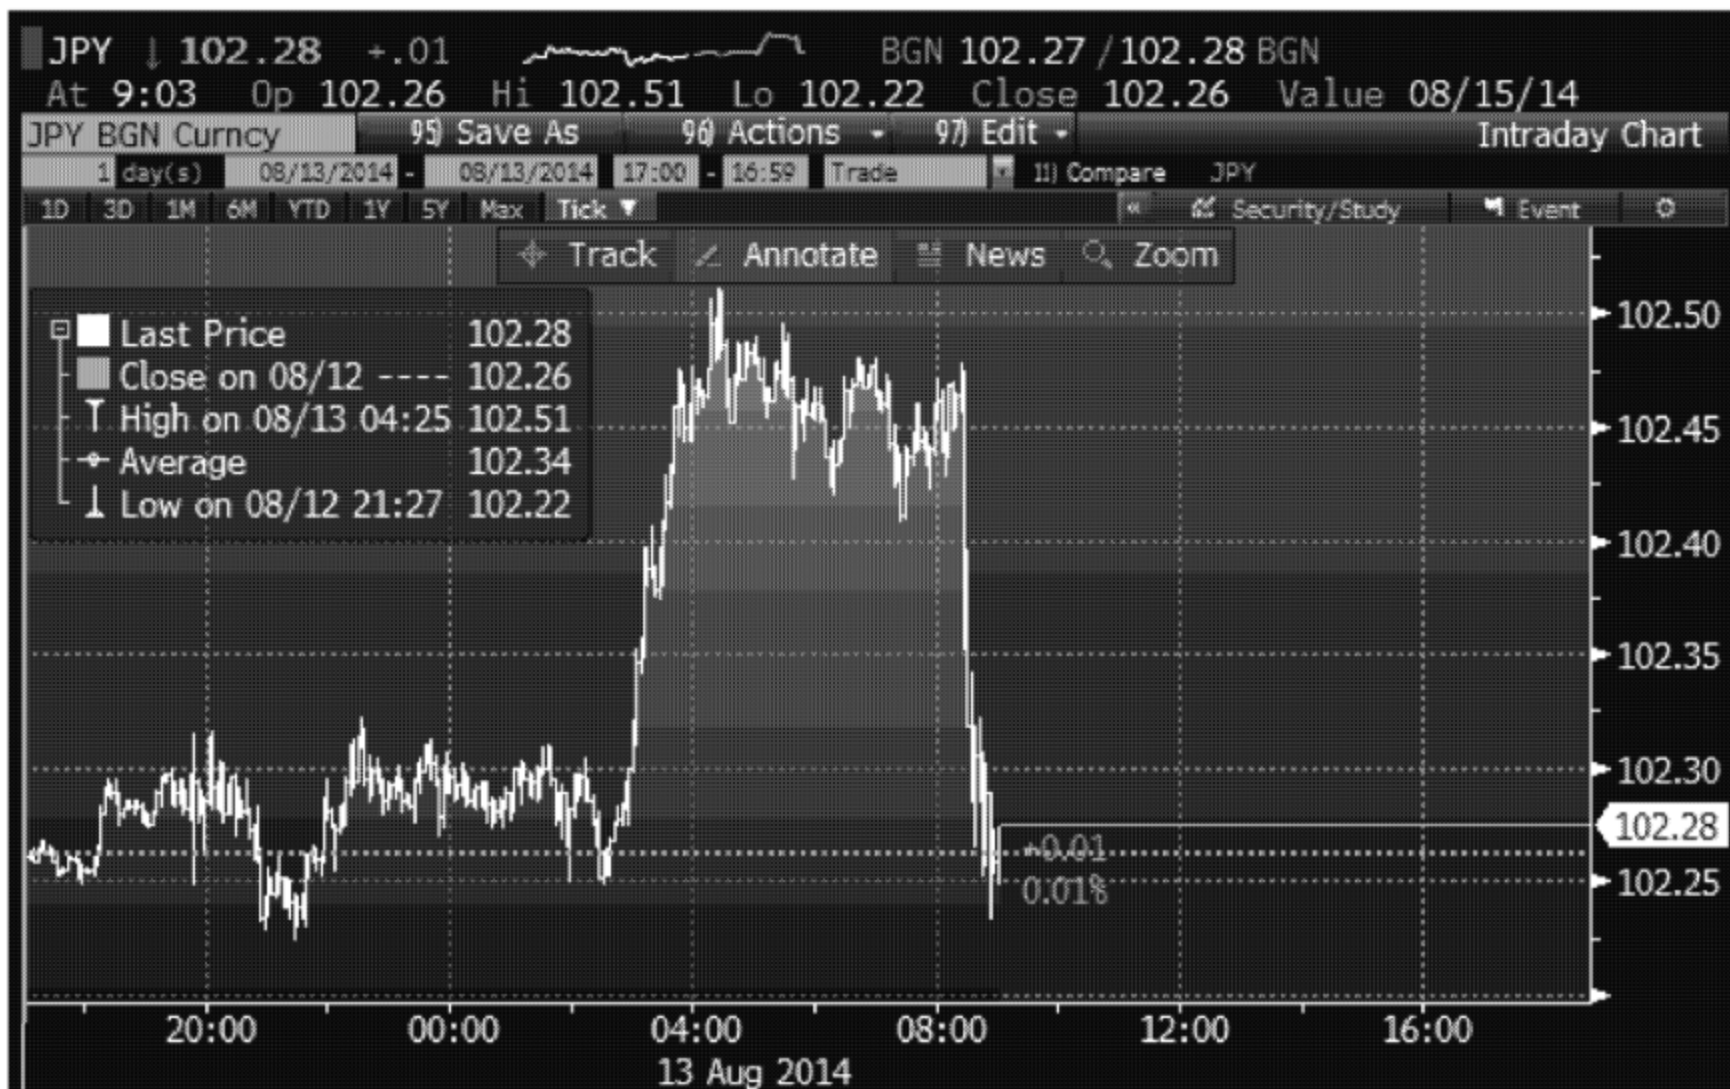 JPY ↓ 102.28 +.01 BGN 102.27 / 102.28 BGN
At 9:03 Op 102.26 Hi 102.51 Lo 102.22 Close 102.26 Value 08/15/14
JPY BGN Curncy 95) Save As 96) Actions 97) Edit Intraday Chart
1 day(s) 08/13/2014 - 08/13/2014 17:00 - 16:59 Trade 11) Compare JPY
1D 3D 1M 6M YTD 1Y 5Y Max Tick ▼ « Security/Study Event
Track Annotate News Zoom
Last Price 102.28
Close on 08/12 ---- 102.26
High on 08/13 04:25 102.51
Average 102.34
Low on 08/12 21:27 102.22
102.50
102.45
102.40
102.35
102.30
102.28
+0.01
102.25
0.01%
20:00 00:00 04:00 08:00 12:00 16:00
13 Aug 2014